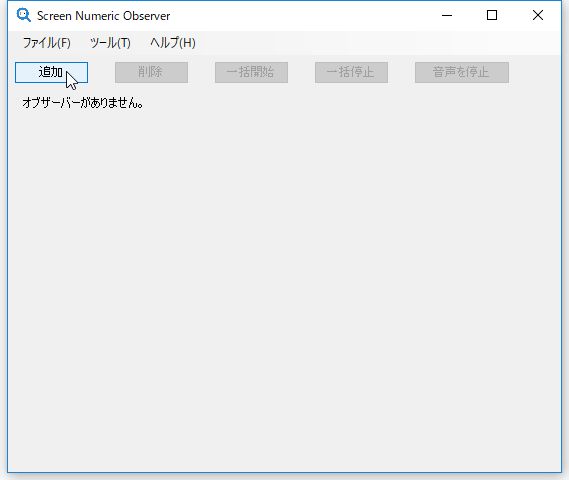 Screen Numeric Observer
ファイル(F) ツール(T) ヘルプ(H)
追加 削除 一括開始 一括停止 音声を停止
オブザーバーがありません。